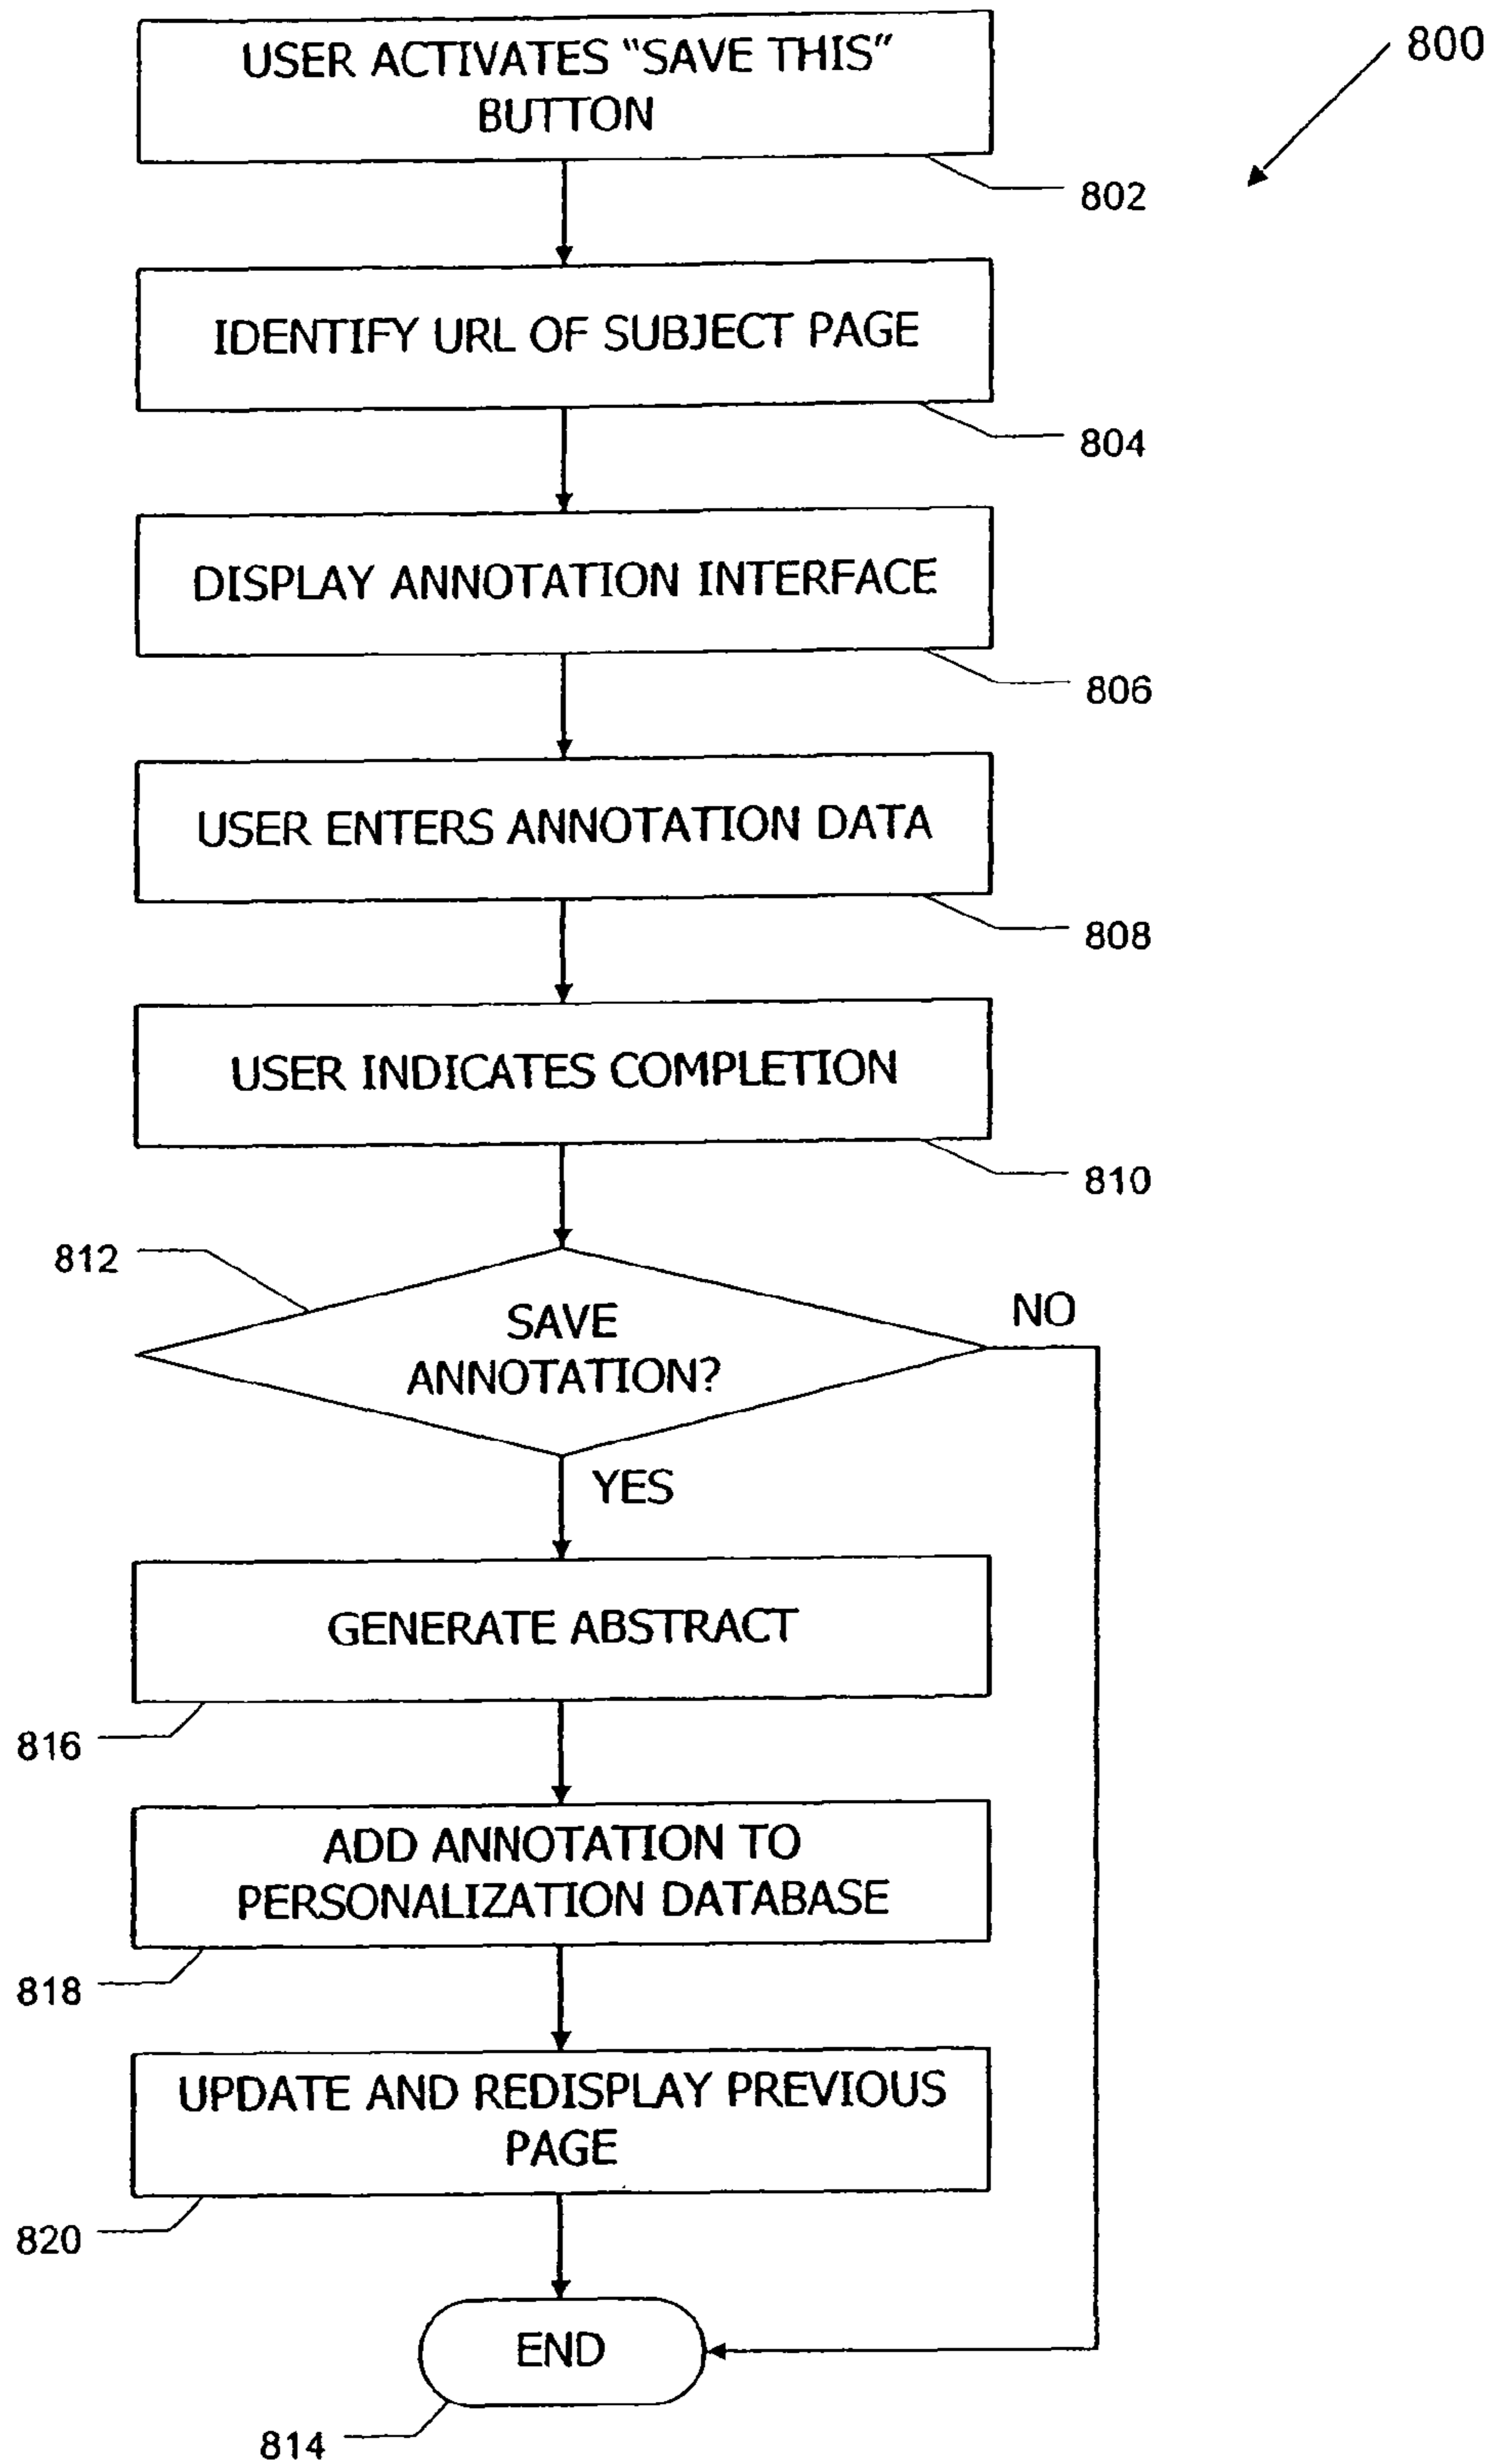 800
USER ACTIVATES “SAVE THIS”
BUTTON
802
IDENTIFY URL OF SUBJECT PAGE
804
DISPLAY ANNOTATION INTERFACE
806
USER ENTERS ANNOTATION DATA
808
USER INDICATES COMPLETION
810
812
SAVE
ANNOTATION?
NO
YES
GENERATE ABSTRACT
816
ADD ANNOTATION TO
PERSONALIZATION DATABASE
818
UPDATE AND REDISPLAY PREVIOUS
PAGE
820
END
814